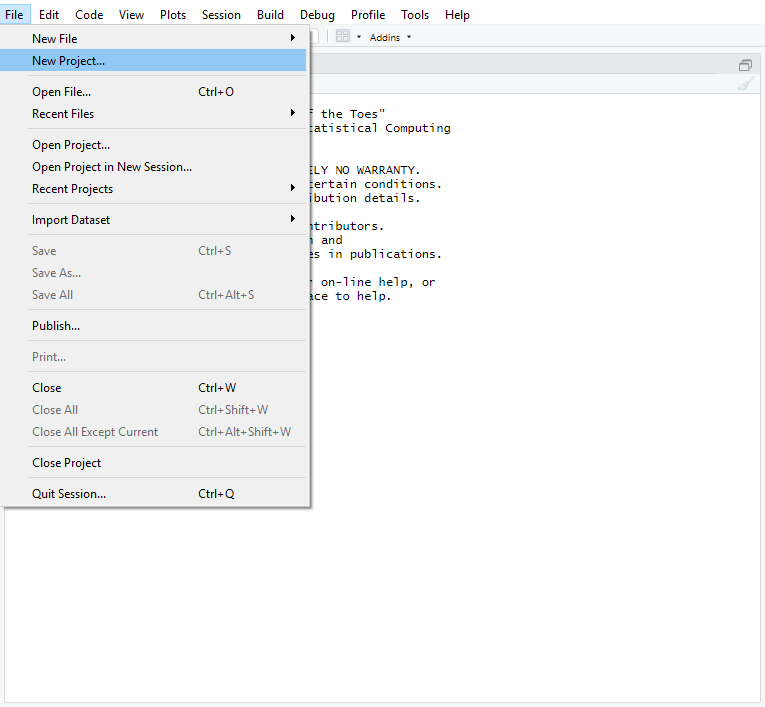 File Edit Code View Plots Session Build Debug Profile Tools Help
Addins
New File
New Project...
Open File... Ctrl+O
Recent Files
Open Project...
Open Project in New Session...
Recent Projects
Import Dataset
Save Ctrl+S
Save As...
Save All Ctrl+Alt+S
Publish...
Print...
Close Ctrl+W
Close All Ctrl+Shift+W
Close All Except Current Ctrl+Alt+Shift+W
Close Project
Quit Session... Ctrl+Q
f the Toes"
tatistical Computing
ELY NO WARRANTY.
certain conditions.
ibution details.
ntributors.
n and
es in publications.
on-line help, or
ace to help.